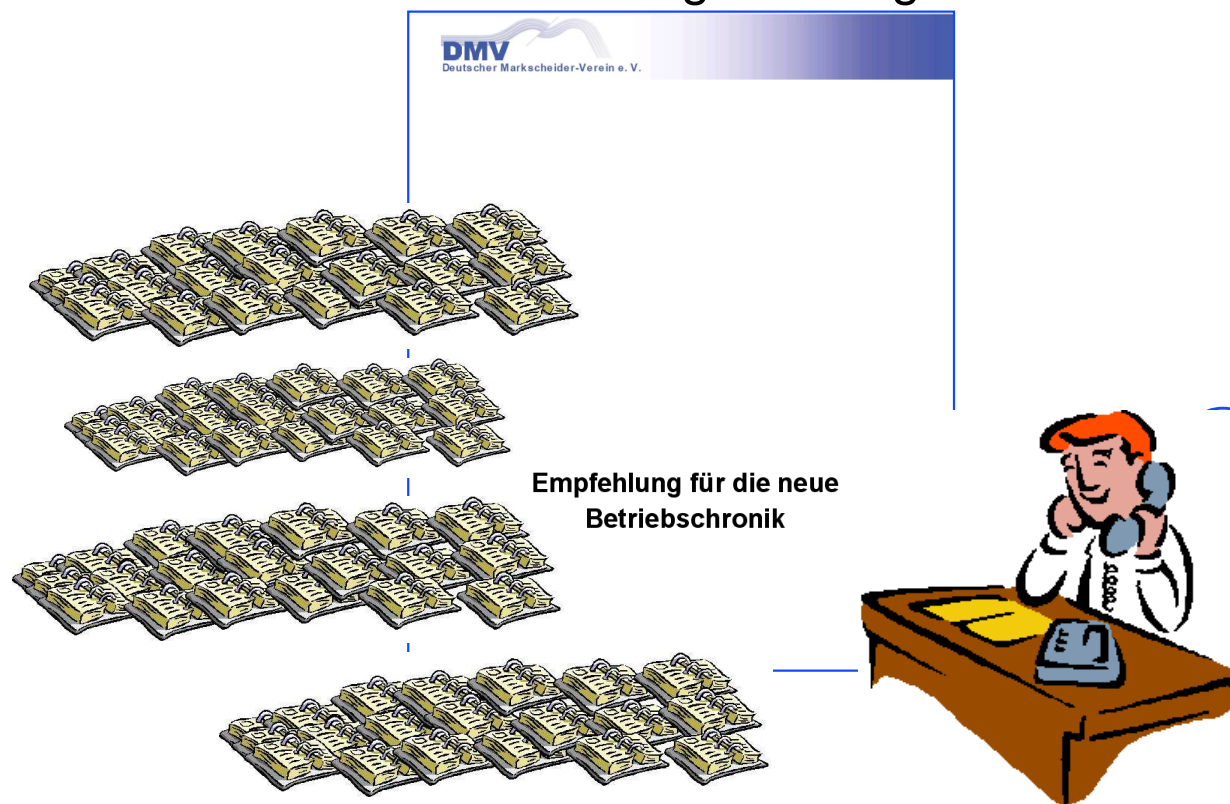 DMV
Deutscher Markscheider-Verein e. V.
Empfehlung für die neue
Betriebschronik